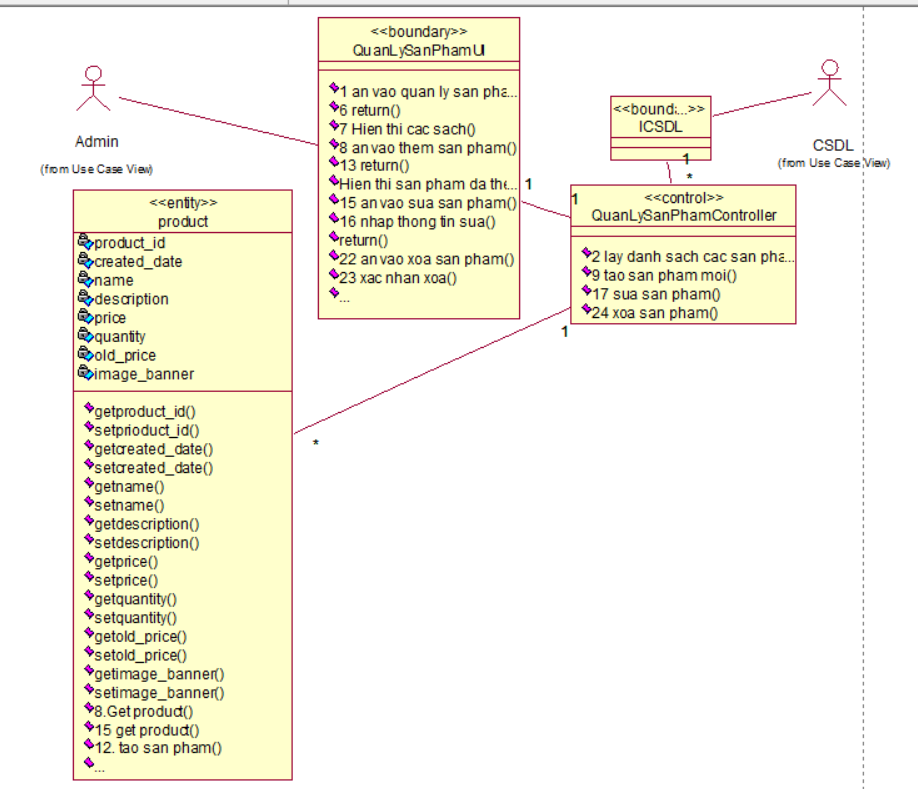 Admin
(from Use Case View)
<<boundary>>
QuanLySanPhamUI
1 an vao quan ly san pha...
6 return()
7 Hien thi cac sach()
8 an vao them san pham()
13 return()
Hien thi san pham da the...
15 an vao sua san pham()
16 nhap thong tin sua()
return()
22 an vao xoa san pham()
23 xac nhan xoa()
...
<<bound...>>
ICSDL
CSDL
(from Use Case View)
1
*
1
1
<<control>>
QuanLySanPhamController
2 lay danh sach cac san pha...
9 tao san pham moi()
17 sua san pham()
24 xoa san pham()
1
*
<<entity>>
product
product_id
created_date
name
description
price
quantity
old_price
image_banner
getproduct_id()
setprioduct_id()
getcreated_date()
setcreated_date()
getname()
setname()
getdescription()
setdescription()
getprice()
setprice()
getquantity()
setquantity()
getold_price()
setold_price()
getimage_banner()
setimage_banner()
8.Get product()
15 get product()
12. tao san pham()
...